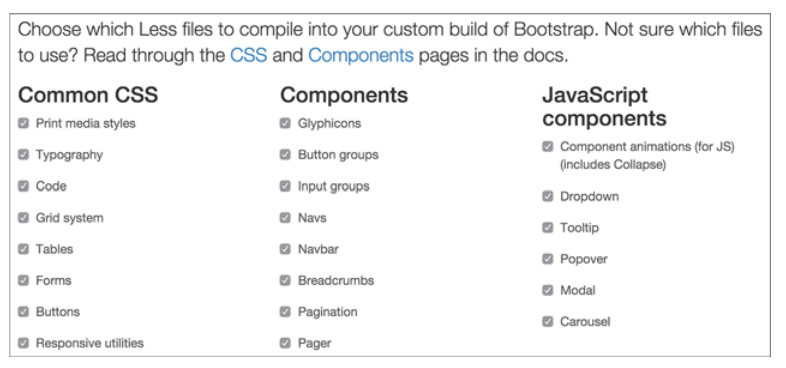 Choose which Less files to compile into your custom build of Bootstrap. Not sure which files
to use? Read through the CSS and Components pages in the docs.
Common CSS
Print media styles
Typography
Code
Grid system
Tables
Forms
Buttons
Responsive utilities
Components
Glyphicons
Button groups
Input groups
Navs
Navbar
Breadcrumbs
Pagination
Pager
JavaScript
components
Component animations (for JS)
(includes Collapse)
Dropdown
Tooltip
Popover
Modal
Carousel